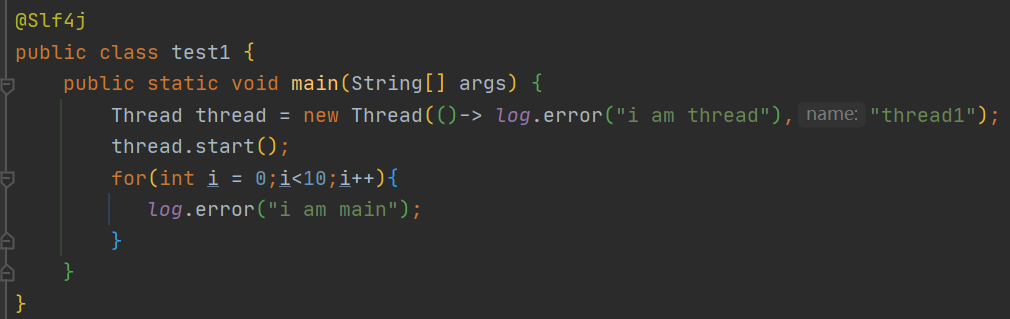 @Slf4j
public class test1 {
    public static void main(String[] args) {
        Thread thread = new Thread(()-> log.error("i am thread"), name: "thread1");
        thread.start();
        for(int i = 0;i<10;i++){
           log.error("i am main");
        }
    }
}